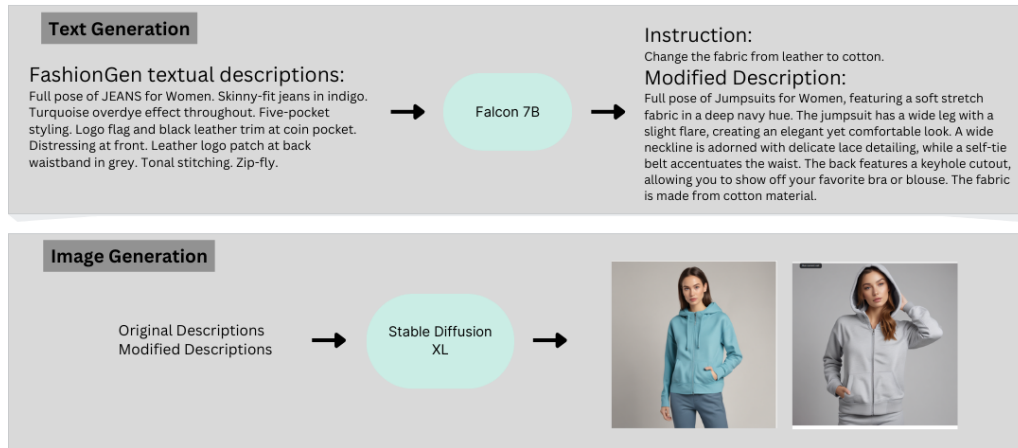 Text Generation
FashionGen textual descriptions:
Full pose of JEANS for Women. Skinny-fit jeans in indigo.
Turquoise overdye effect throughout. Five-pocket
styling. Logo flag and black leather trim at coin pocket.
Distressing at front. Leather logo patch at back
waistband in grey. Tonal stitching. Zip-fly.
Falcon 7B
Instruction:
Change the fabric from leather to cotton.
Modified Description:
Full pose of Jumpsuits for Women, featuring a soft stretch
fabric in a deep navy hue. The jumpsuit has a wide leg with a
slight flare, creating an elegant yet comfortable look. A wide
neckline is adorned with delicate lace detailing, while a self-tie
belt accentuates the waist. The back features a keyhole cutout,
allowing you to show off your favorite bra or blouse. The fabric
is made from cotton material.
Image Generation
Original Descriptions
Modified Descriptions
Stable Diffusion
XL